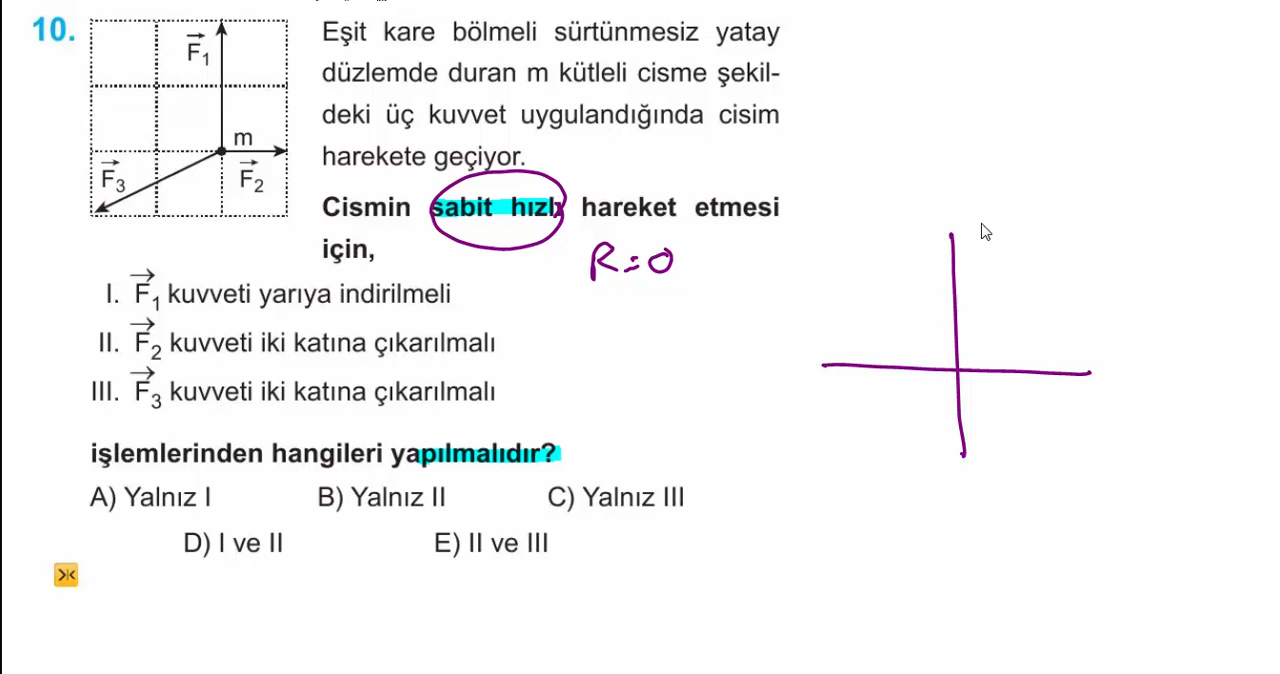 10.
F1
m
F3
F2
Eşit kare bölmeli sürtünmesiz yatay
düzlemde duran m kütleli cisme şekil-
deki üç kuvvet uygulandığında cisim
harekete geçiyor.
Cismin sabit hızlı hareket etmesi
için,
R=0
I. F1 kuvveti yarıya indirilmeli
II. F2 kuvveti iki katına çıkarılmalı
III. F3 kuvveti iki katına çıkarılmalı
işlemlerinden hangileri yapılmalıdır?
A) Yalnız I B) Yalnız II C) Yalnız III
D) I ve II E) II ve III